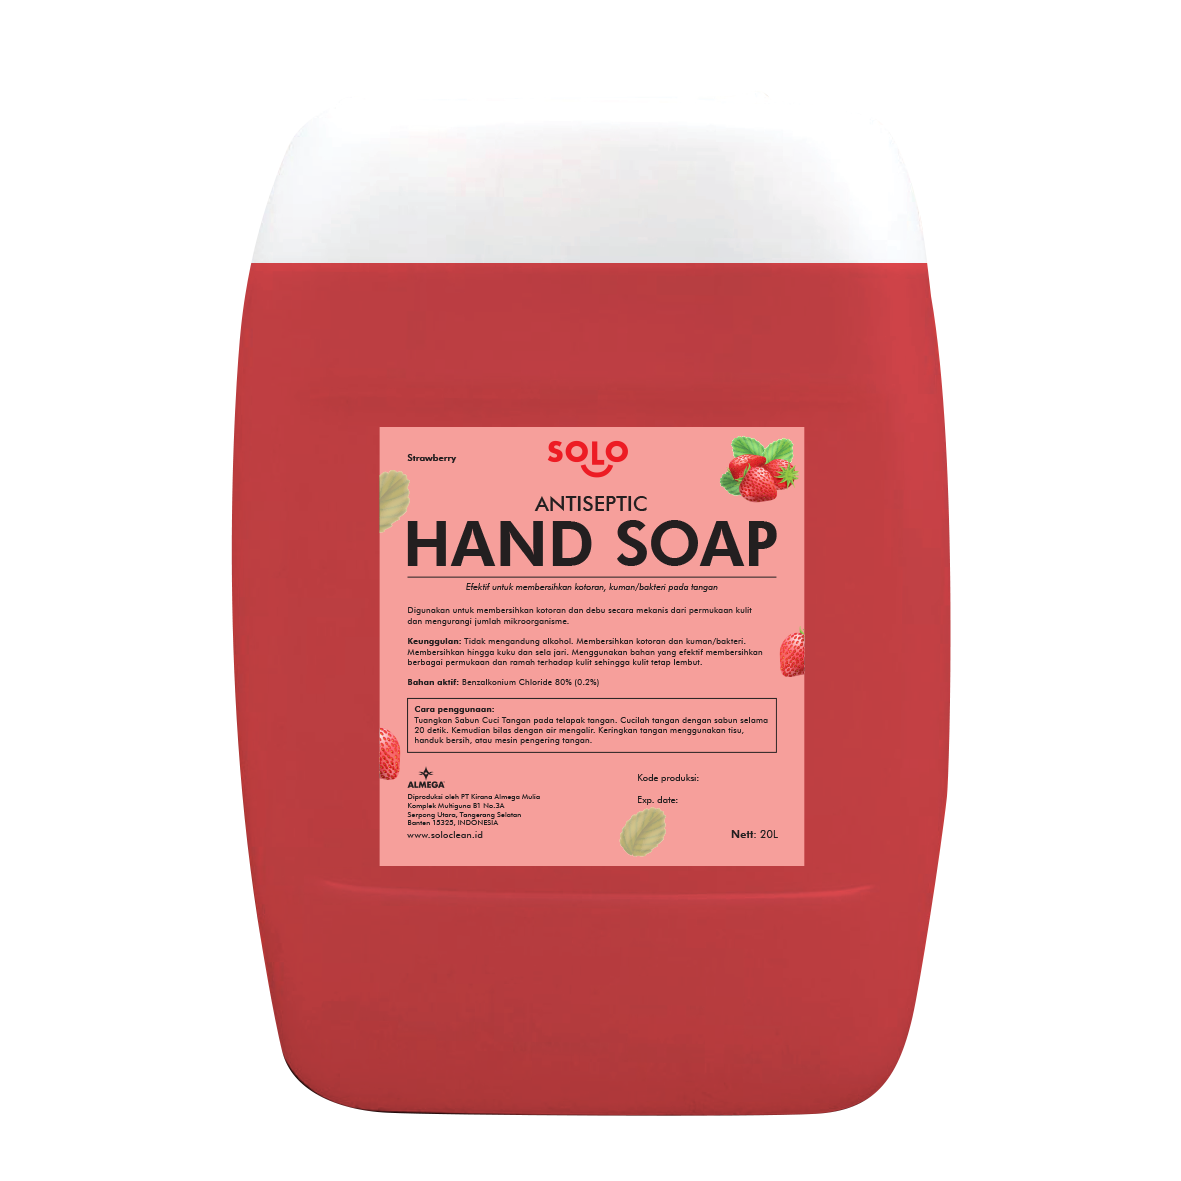 Strawberry
SOLO
ANTISEPTIC
HAND SOAP
Efektif untuk membersihkan kotoran, kuman/bakteri pada tangan
Digunakan untuk membersihkan kotoran dan debu secara mekanis dari permukaan kulit
dan mengurangi jumlah mikroorganisme.
Keunggulan: Tidak mengandung alkohol. Membersihkan kotoran dan kuman/bakteri.
Membersihkan hingga kuku dan sela jari. Menggunakan bahan yang efektif membersihkan
berbagai permukaan dan ramah terhadap kulit sehingga kulit tetap lembut.
Bahan aktif: Benzalkonium Chloride 80% (0.2%)
Cara penggunaan:
Tuangkan Sabun Cuci Tangan pada telapak tangan. Cucilah tangan dengan sabun selama
20 detik. Kemudian bilas dengan air mengalir. Keringkan tangan menggunakan tisu,
handuk bersih, atau mesin pengering tangan.
ALMEGA
Diproduksi oleh PT Kirana Almega Mulia
Komplek Multiguna B1 No.3A
Serpong Utara, Tangerang Selatan
Banten 15325, INDONESIA
www.soloclean.id
Kode produksi:
Exp. date:
Nett: 20L